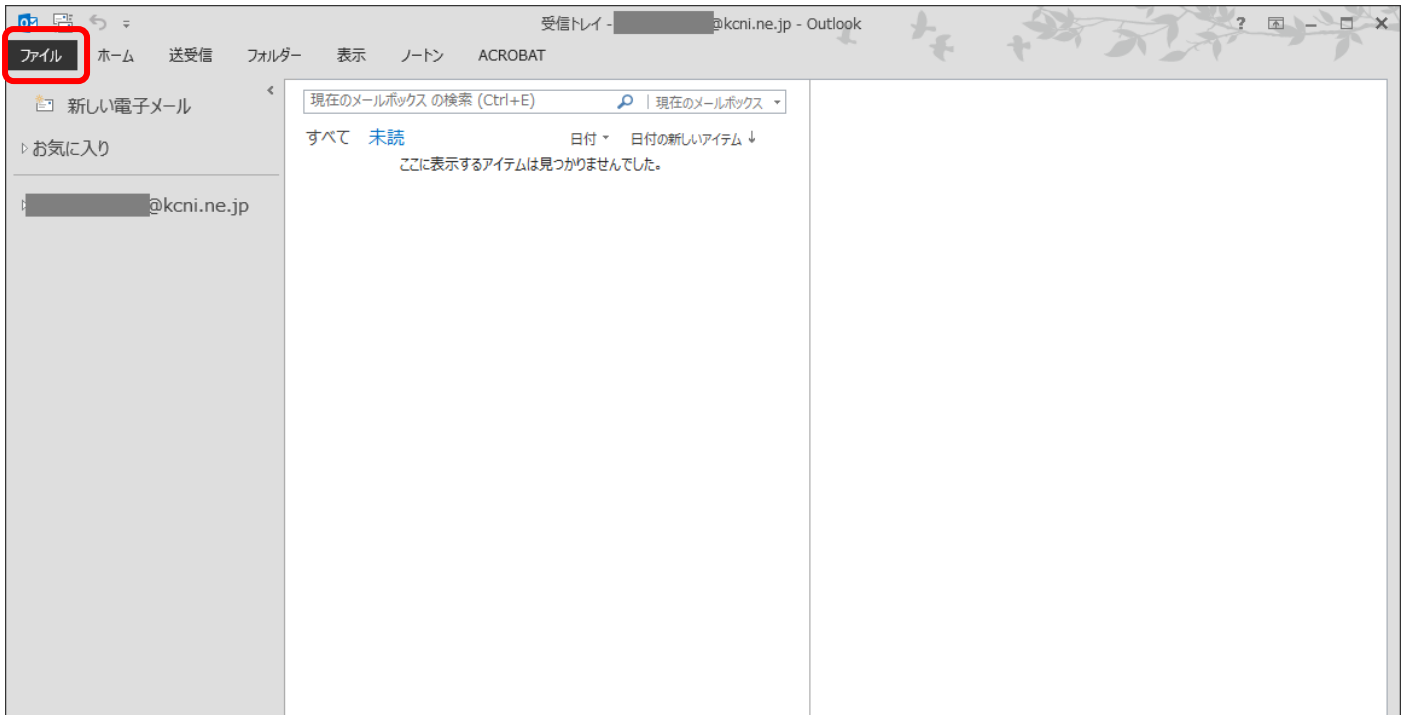 受信トレイ - @kcni.ne.jp - Outlook
ファイル ホーム 送受信 フォルダー 表示 ノートン ACROBAT
新しい電子メール
お気に入り
@kcni.ne.jp
現在のメールボックス の検索 (Ctrl+E) 現在のメールボックス
すべて 未読 日付 日付の新しいアイテム ↓
ここに表示するアイテムは見つかりませんでした。